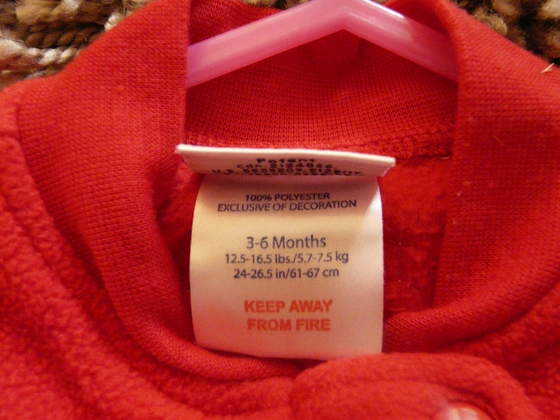 Patent
100% POLYESTER
EXCLUSIVE OF DECORATION
3-6 Months
12.5-16.5 lbs./5.7-7.5 kg
24-26.5 in/61-67 cm
KEEP AWAY
FROM FIRE